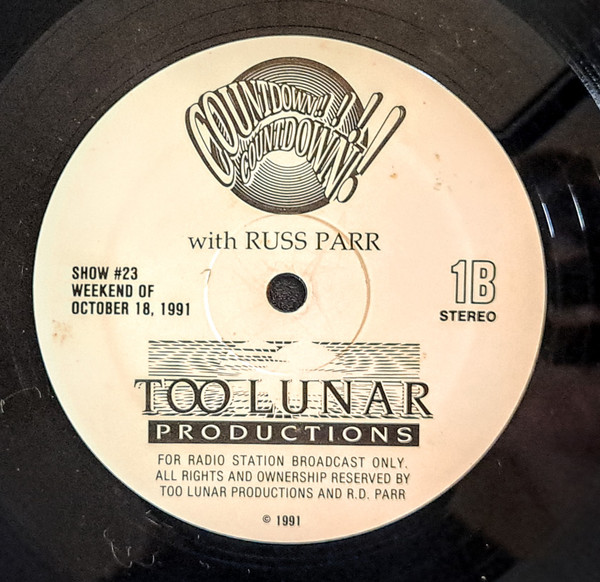 COUNTDOWN!!
COUNTDOWN!
with RUSS PARR
SHOW #23
WEEKEND OF
OCTOBER 18, 1991
1B
STEREO
TOO LUNAR
PRODUCTIONS
FOR RADIO STATION BROADCAST ONLY.
ALL RIGHTS AND OWNERSHIP RESERVED BY
TOO LUNAR PRODUCTIONS AND R.D. PARR
© 1991